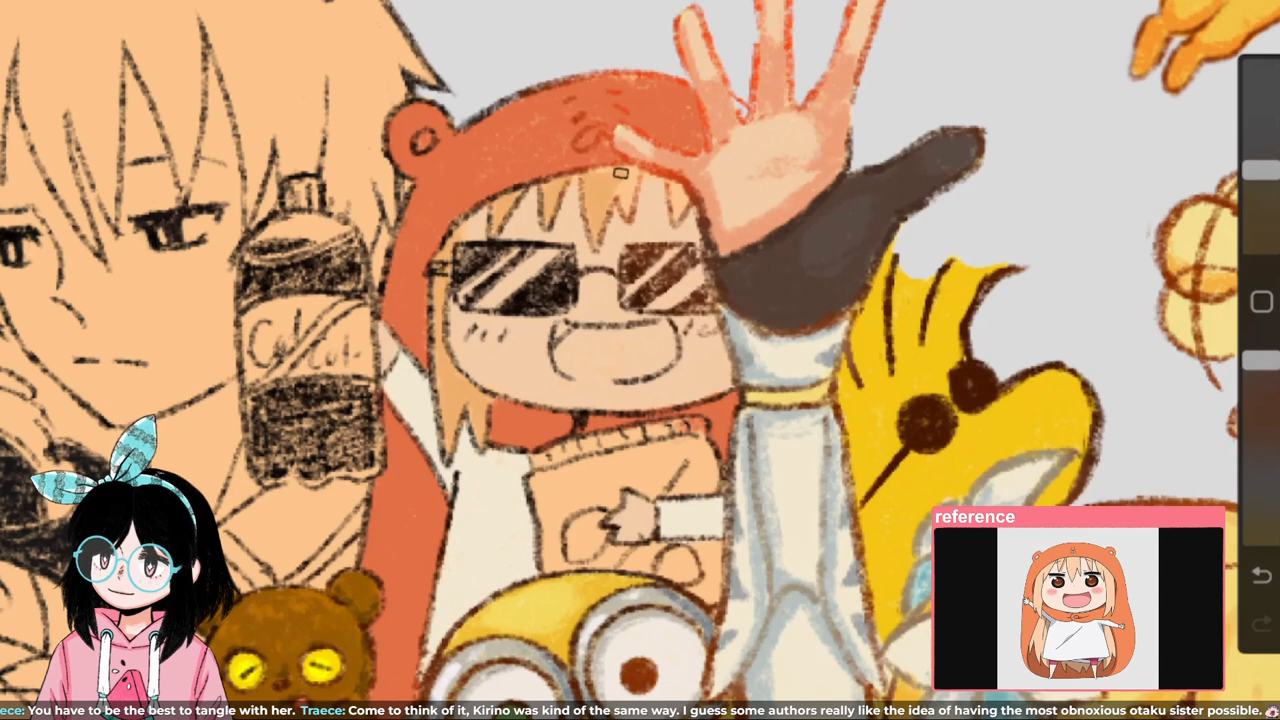 reference
ece: You have to be the best to tangle with her. Traece: Come to think of it, Kirino was kind of the same way. I guess some authors really like the idea of having the most obnoxious otaku sister possible.